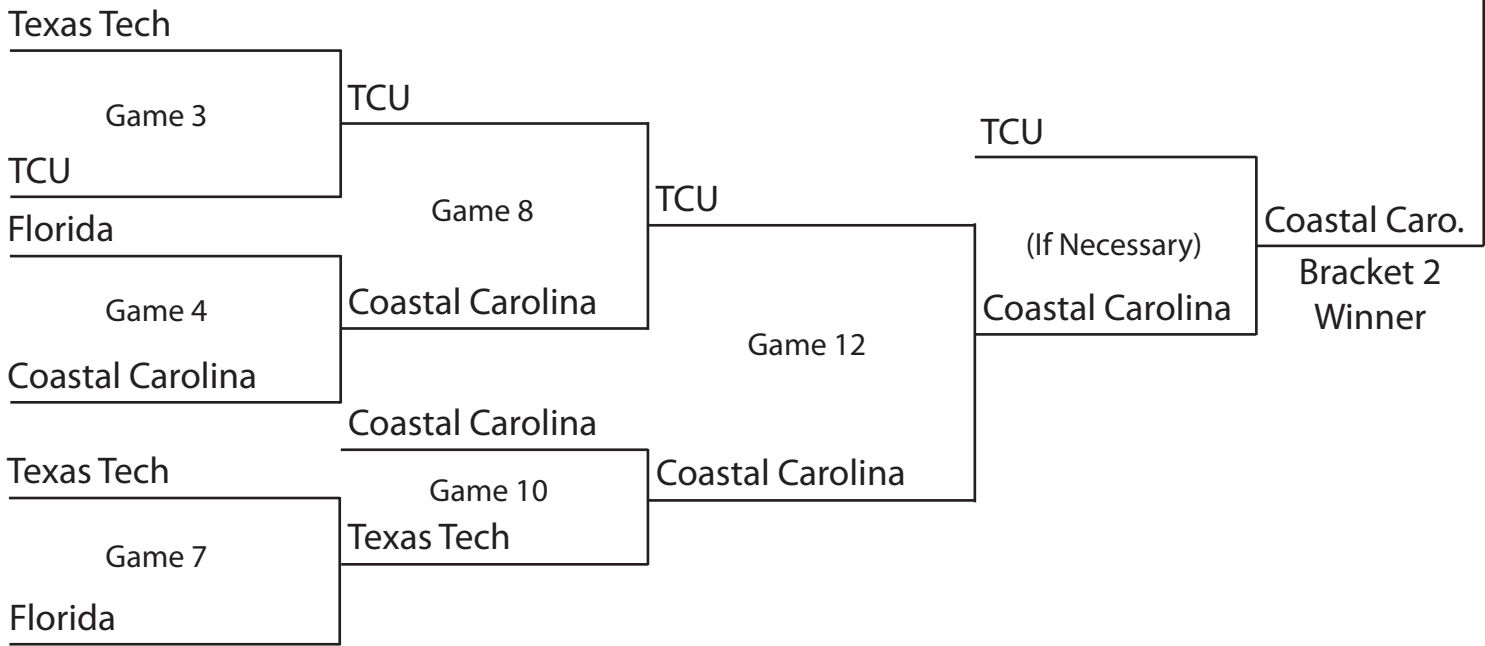 Texas Tech
Game 3
TCU
TCU
Game 8
Florida
Game 4
Coastal Carolina
Coastal Carolina
TCU
Game 12
Coastal Carolina
Texas Tech
Game 10
Game 7
Texas Tech
Florida
Coastal Carolina
TCU
(If Necessary)
Coastal Carolina
Coastal Caro.
Bracket 2
Winner